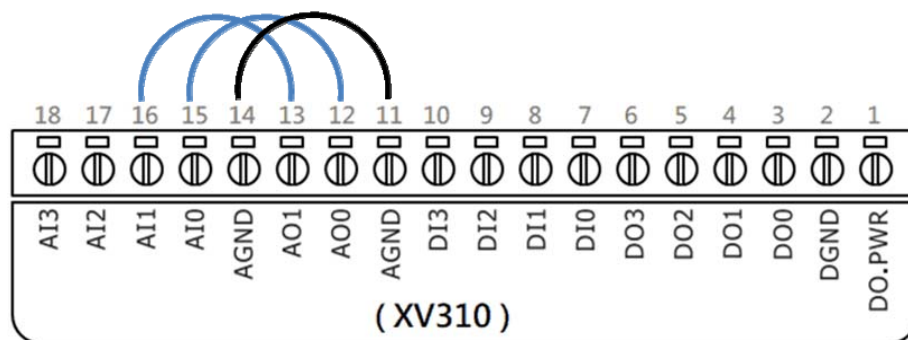 18 17 16 15 14 13 12 11 10 9 8 7 6 5 4 3 2 1
AI3 AI2 AI1 AI0 AGND AO1 AO0 AGND DI3 DI2 DI1 DI0 DO3 DO2 DO1 DO0 DGND DO.PWR
( XV310 )